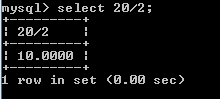 mysql> select 20/2;
+---------+
| 20/2    |
+---------+
| 10.0000 |
+---------+
1 row in set (0.00 sec)